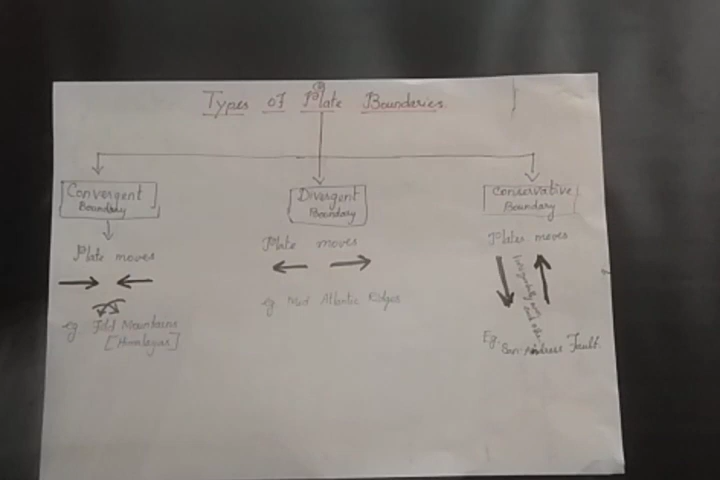 Types of Plate Bounderies
Convergent
Boundary
Divergent
Boundary
Conservative
Boundary
Plate moves
Plate moves
Plates moves
eg Fold Mountains
[Himalayas]
eg Mid Atlantic Ridges
Eg. San Andreas Fault.